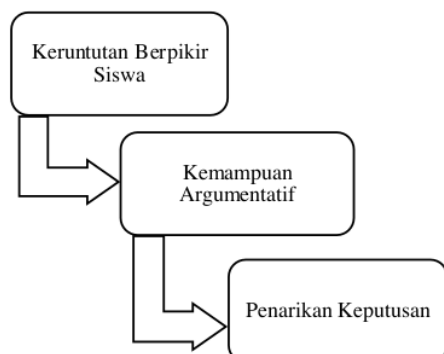 Keruntutan Berpikir
Siswa
Kemampuan
Argumentatif
Penarikan Keputusan